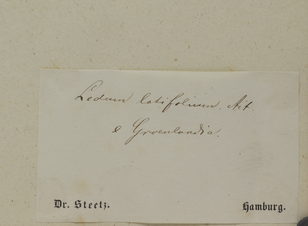 Ledum latifolium. Ait
e Groenlandia.
Dr. Steetz. Hamburg.